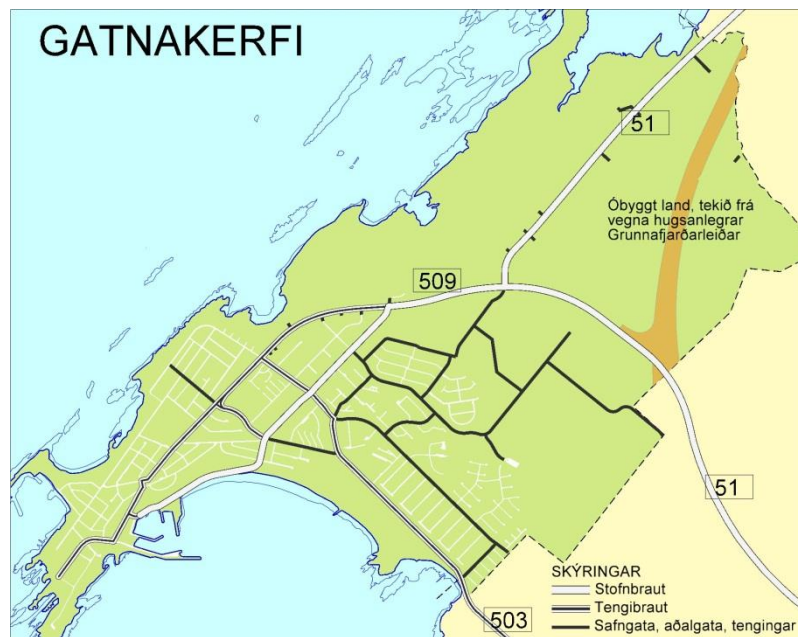 GATNAKERFI
51
Óbyggt land, tekið frá
vegna hugsanlegrar
Grunnafjarðarleiðar
509
51
SKÝRINGAR
Stofnbraut
Tengibraut
Safngata, aðalgata, tengingar
503